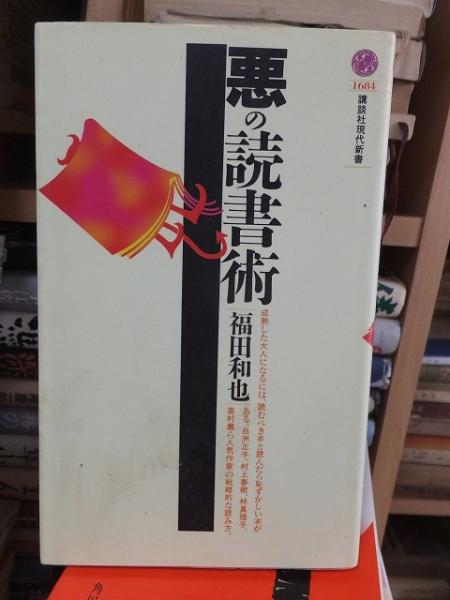 悪の読書術
福田和也
成熟した大人になるには、読むべき本と読んだら恥ずかしい本が
ある。白洲正子、村上春樹、林真理子、
高村薫ら人気作家の戦略的な読み方。
1684
講談社現代新書
角川